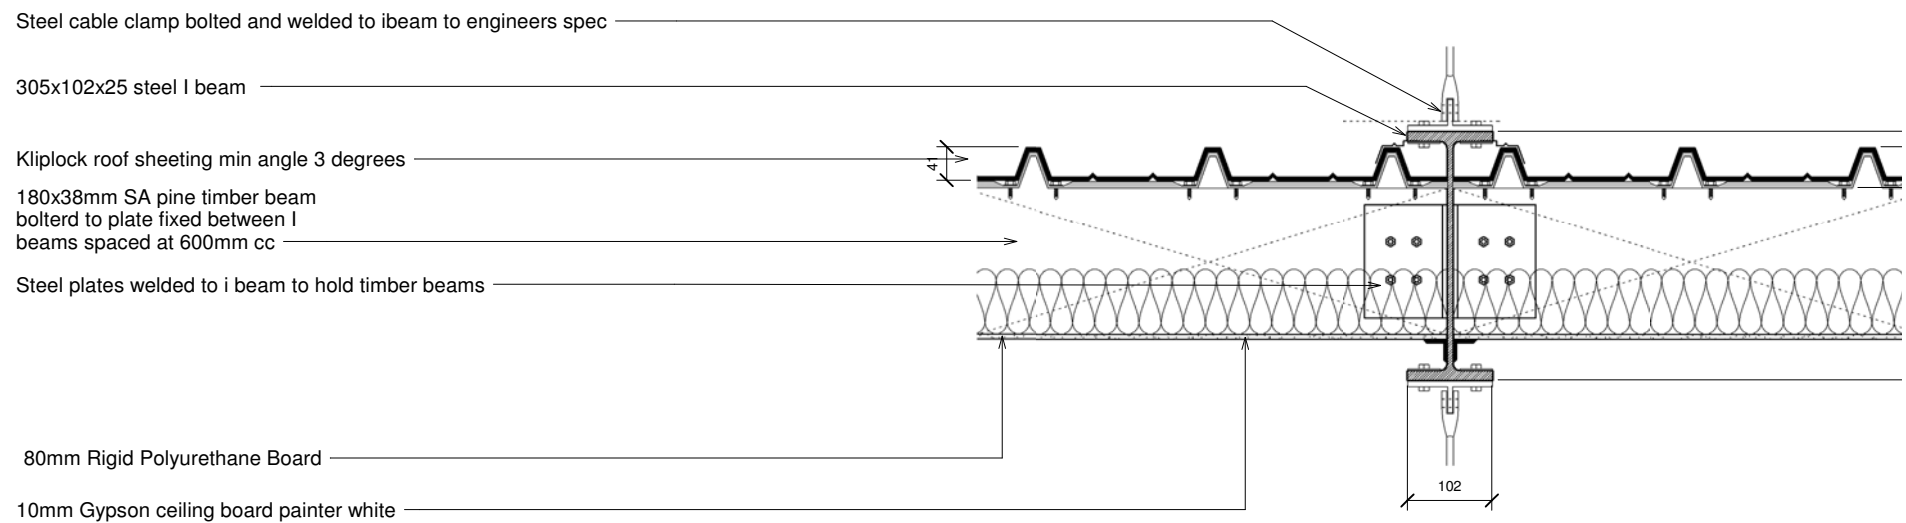 Steel cable clamp bolted and welded to ibeam to engineers spec
305x102x25 steel I beam
Kliplock roof sheeting min angle 3 degrees
41
180x38mm SA pine timber beam
bolterd to plate fixed between I
beams spaced at 600mm cc
Steel plates welded to i beam to hold timber beams
80mm Rigid Polyurethane Board
102
10mm Gypson ceiling board painter white